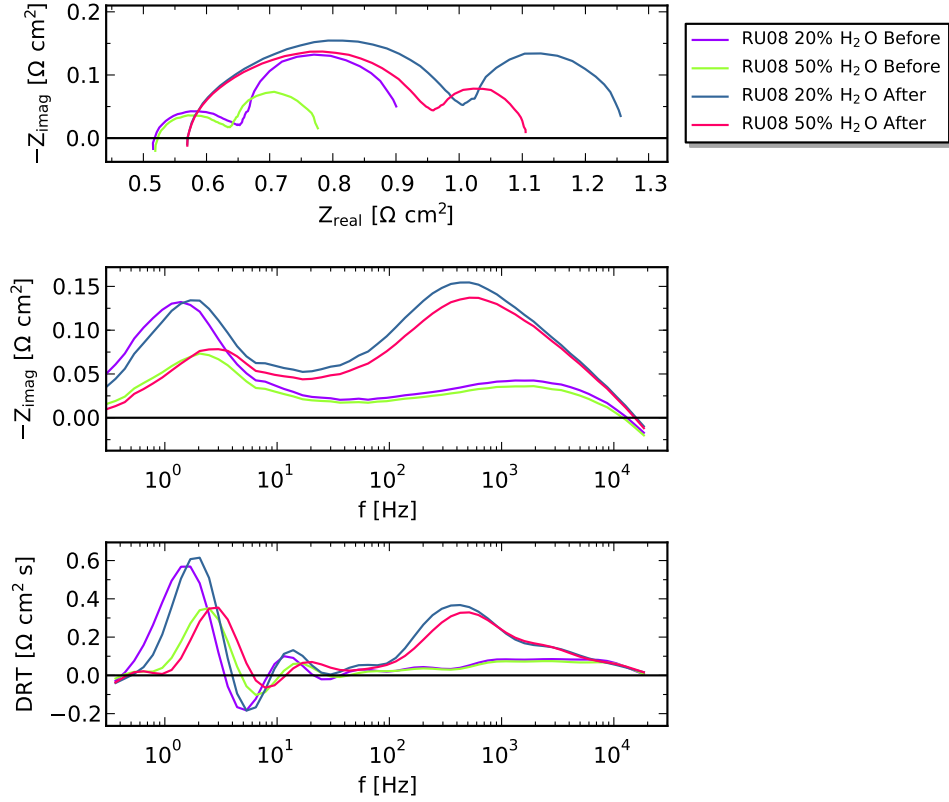 0.2
0.1
0.0
−Z_imag [Ω cm²]
0.5 0.6 0.7 0.8 0.9 1.0 1.1 1.2 1.3
Z_real [Ω cm²]
RU08 20% H₂O Before
RU08 50% H₂O Before
RU08 20% H₂O After
RU08 50% H₂O After
0.15
0.10
0.05
0.00
−Z_imag [Ω cm²]
10⁰ 10¹ 10² 10³ 10⁴
f [Hz]
0.6
0.4
0.2
0.0
−0.2
DRT [Ω cm² s]
10⁰ 10¹ 10² 10³ 10⁴
f [Hz]